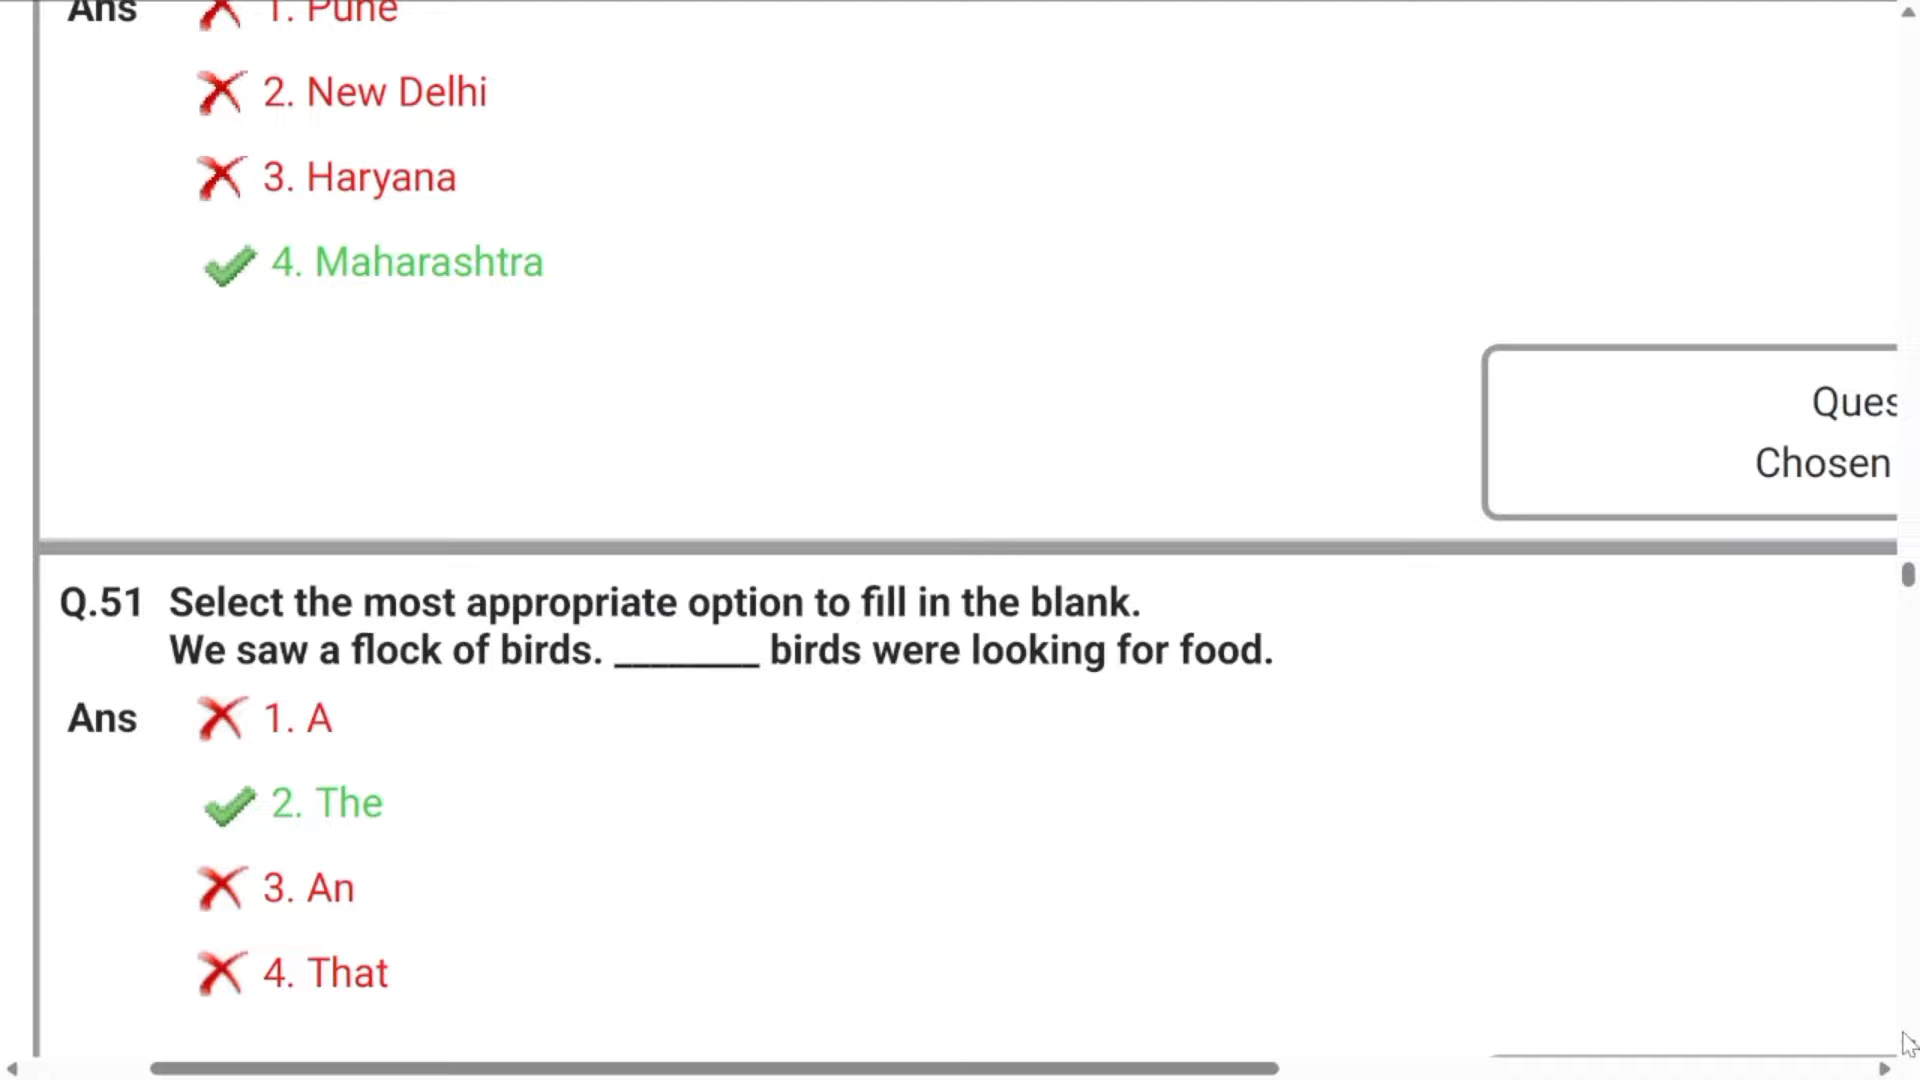 Ans 1. Pune
2. New Delhi
3. Haryana
4. Maharashtra
Ques
Chosen
Q.51 Select the most appropriate option to fill in the blank.
We saw a flock of birds. _______ birds were looking for food.
Ans 1. A
2. The
3. An
4. That